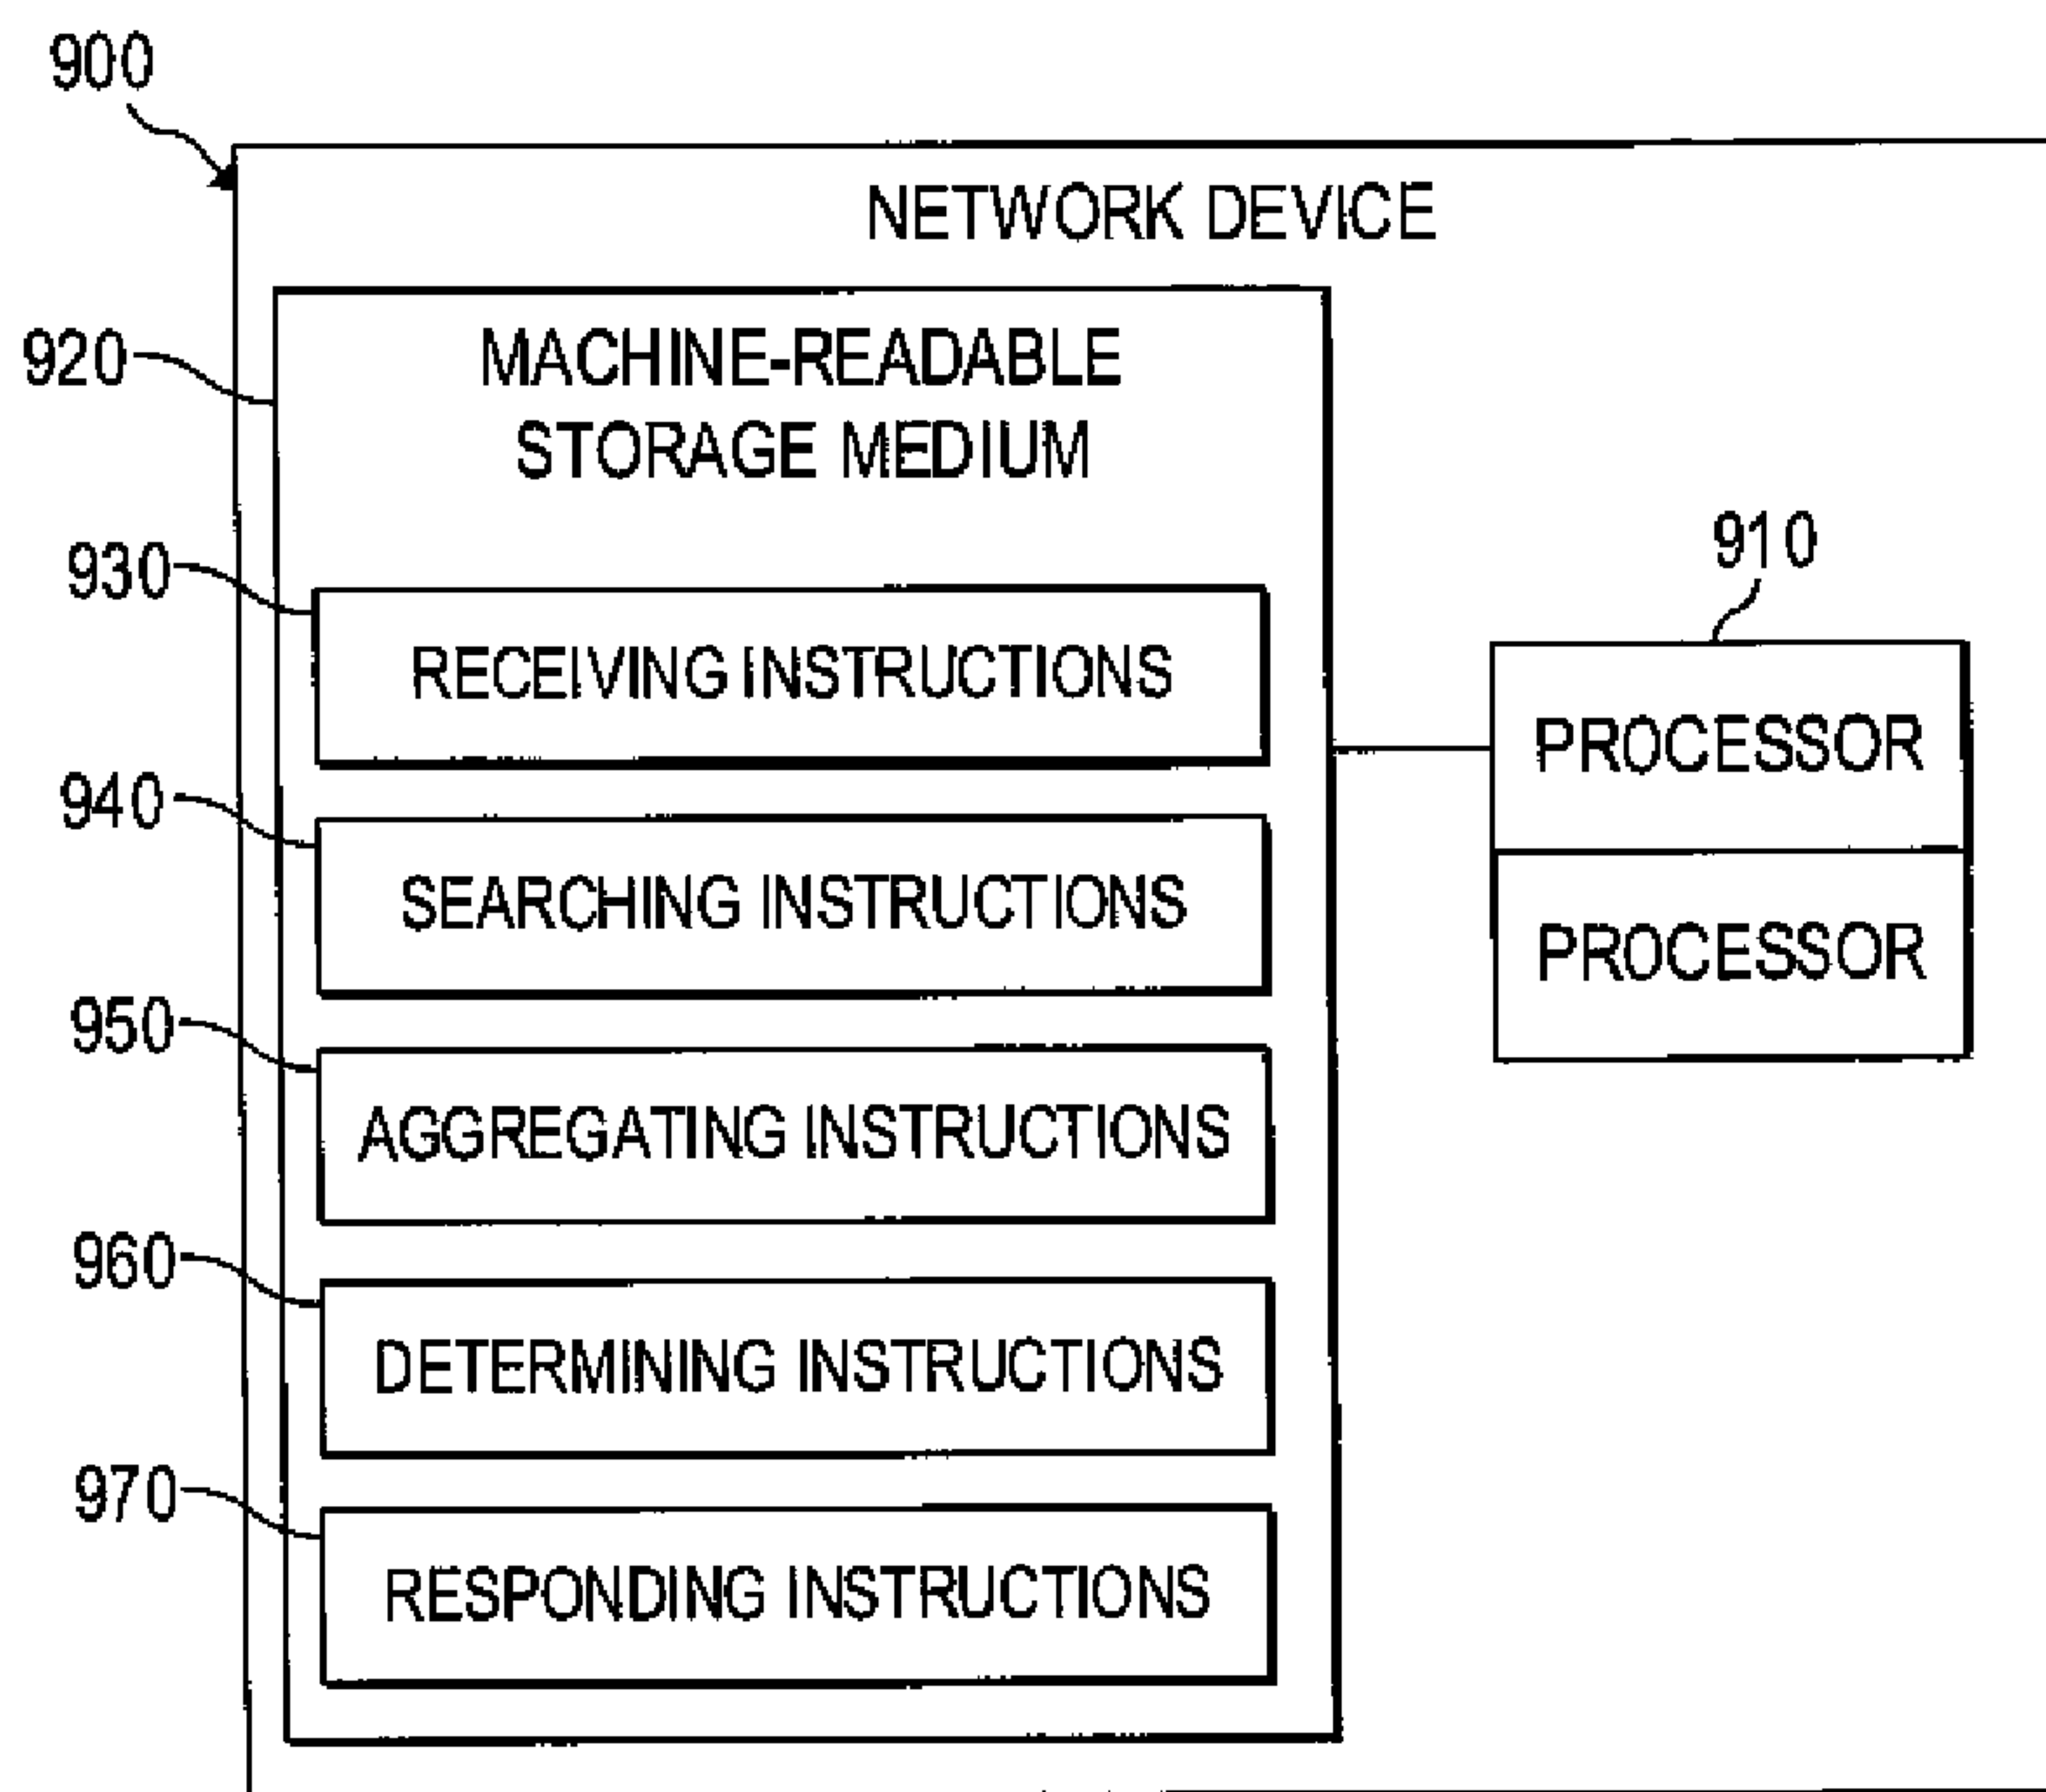 900
NETWORK DEVICE
920
MACHINE-READABLE
STORAGE MEDIUM
930
RECEIVING INSTRUCTIONS
910
PROCESSOR
PROCESSOR
940
SEARCHING INSTRUCTIONS
950
AGGREGATING INSTRUCTIONS
960
DETERMINING INSTRUCTIONS
970
RESPONDING INSTRUCTIONS